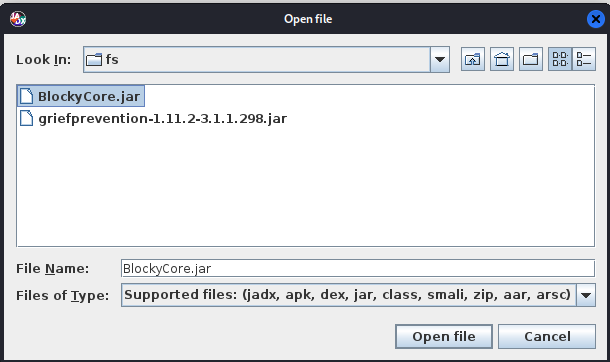 JADX
Open file
Look In: fs
BlockyCore.jar
griefprevention-1.11.2-3.1.1.298.jar
File Name: BlockyCore.jar
Files of Type: Supported files: (jadx, apk, dex, jar, class, smali, zip, aar, arsc)
Open file Cancel